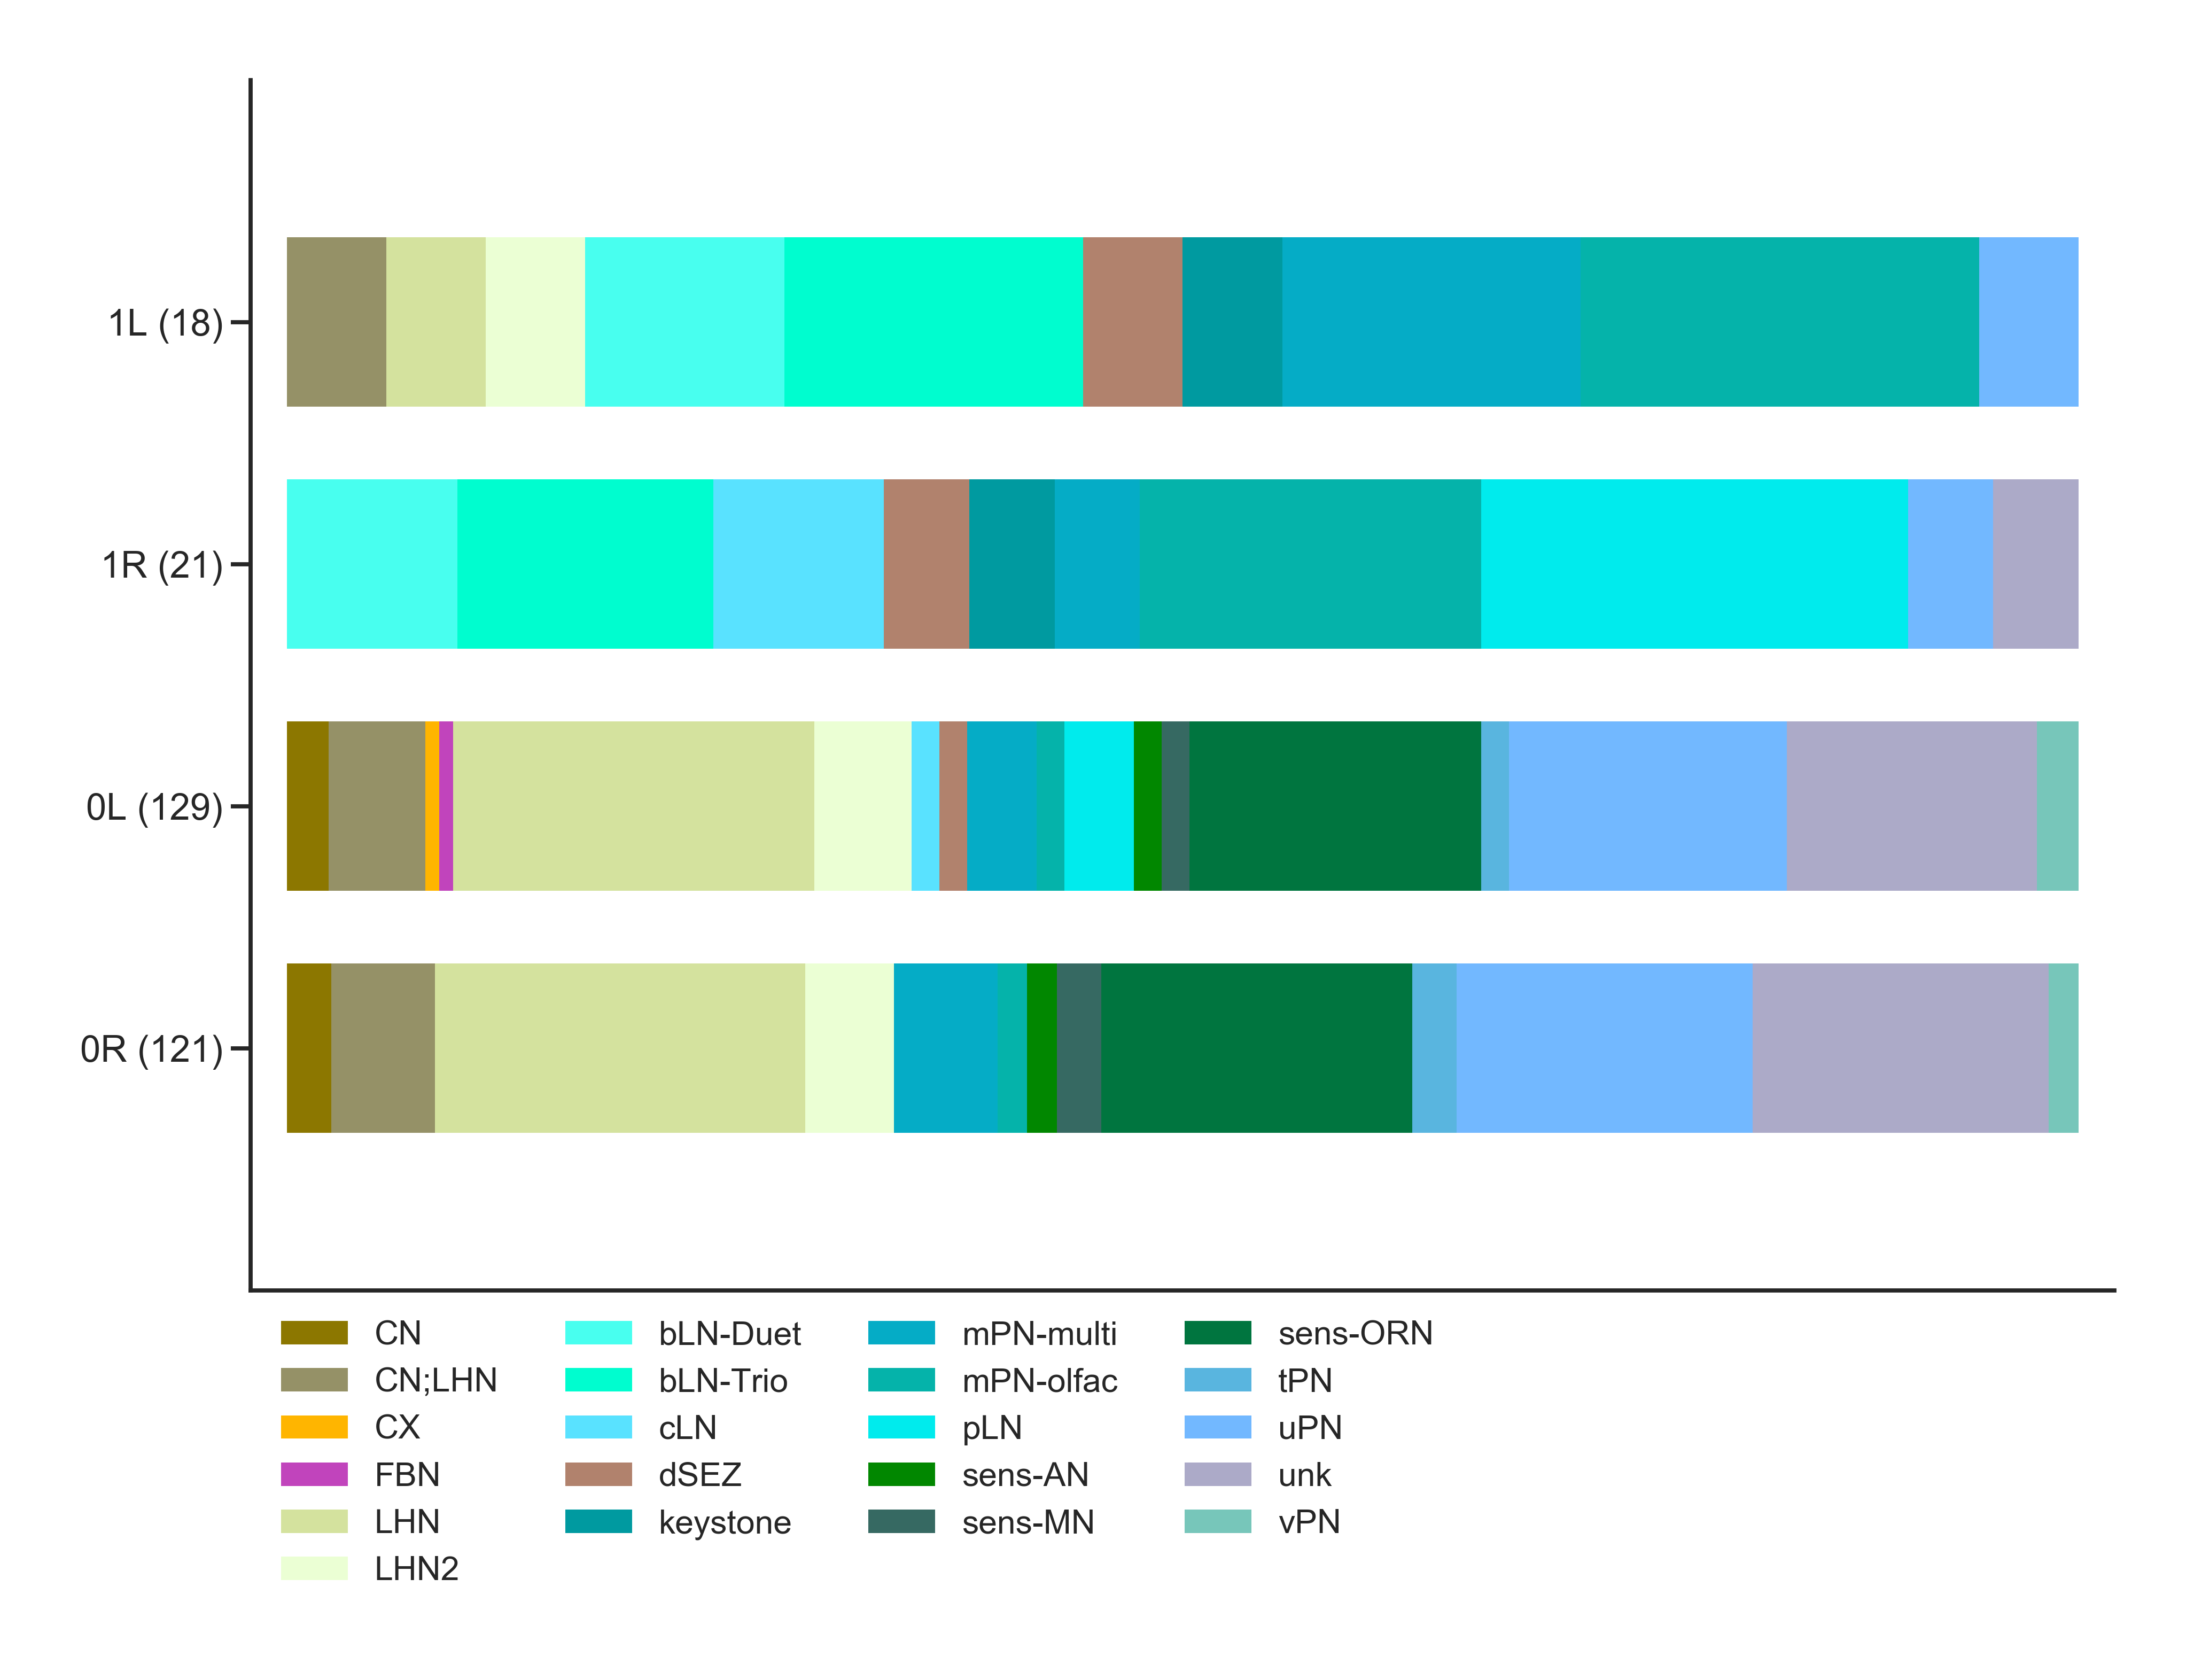 1L (18)
1R (21)
0L (129)
0R (121)
CN
CN;LHN
CX
FBN
LHN
LHN2
bLN-Duet
bLN-Trio
cLN
dSEZ
keystone
mPN-multi
mPN-olfac
pLN
sens-AN
sens-MN
sens-ORN
tPN
uPN
unk
vPN